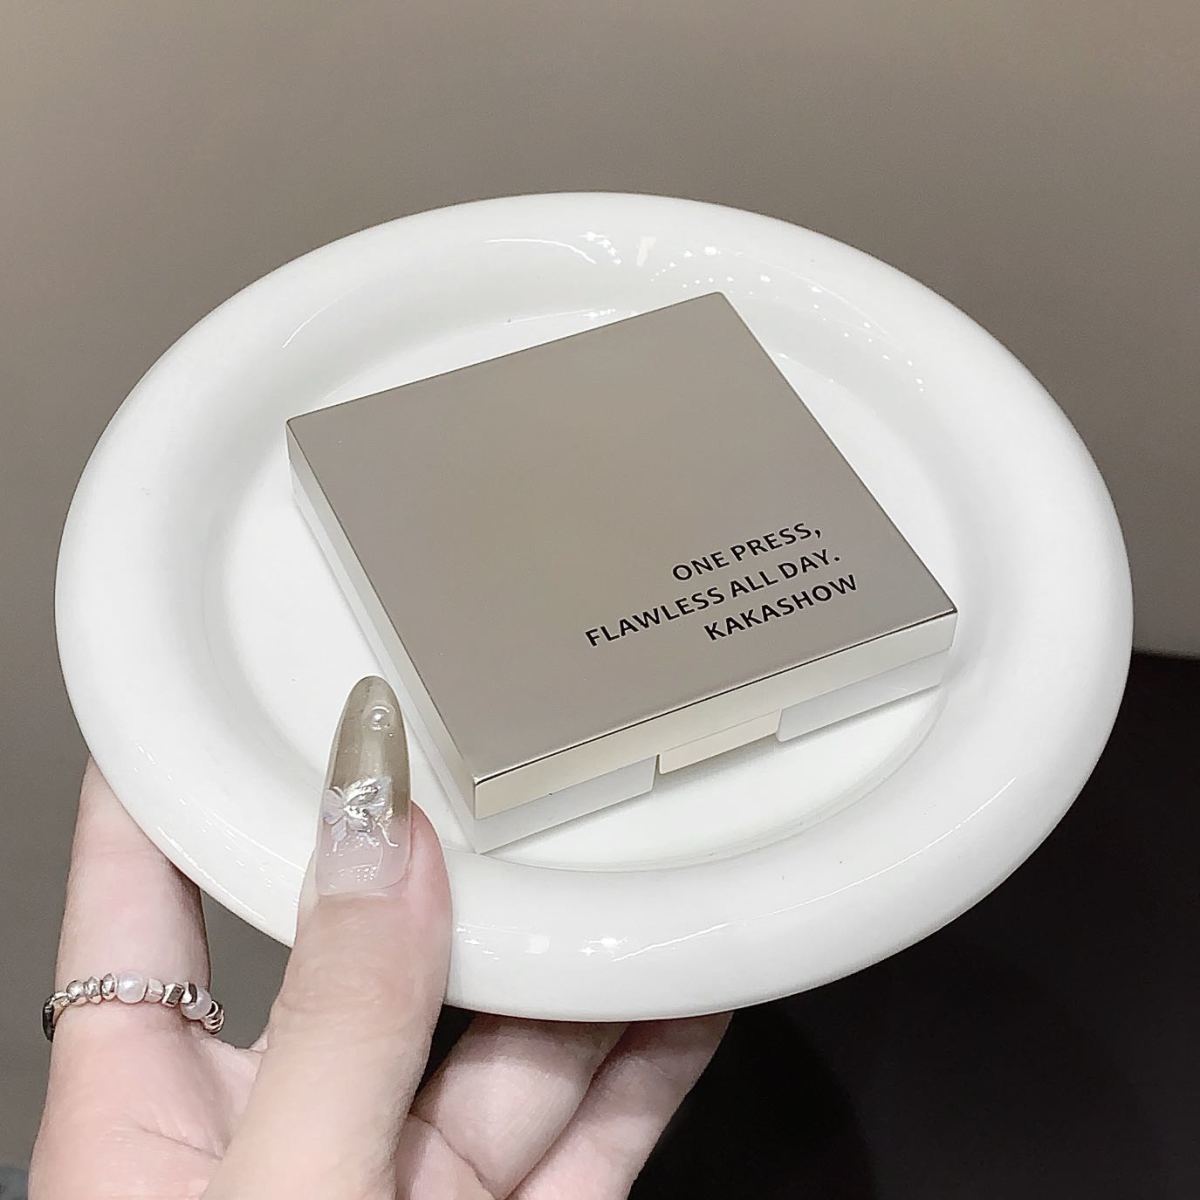 ONE PRESS,
FLAWLESS ALL DAY.
KAKASHOW